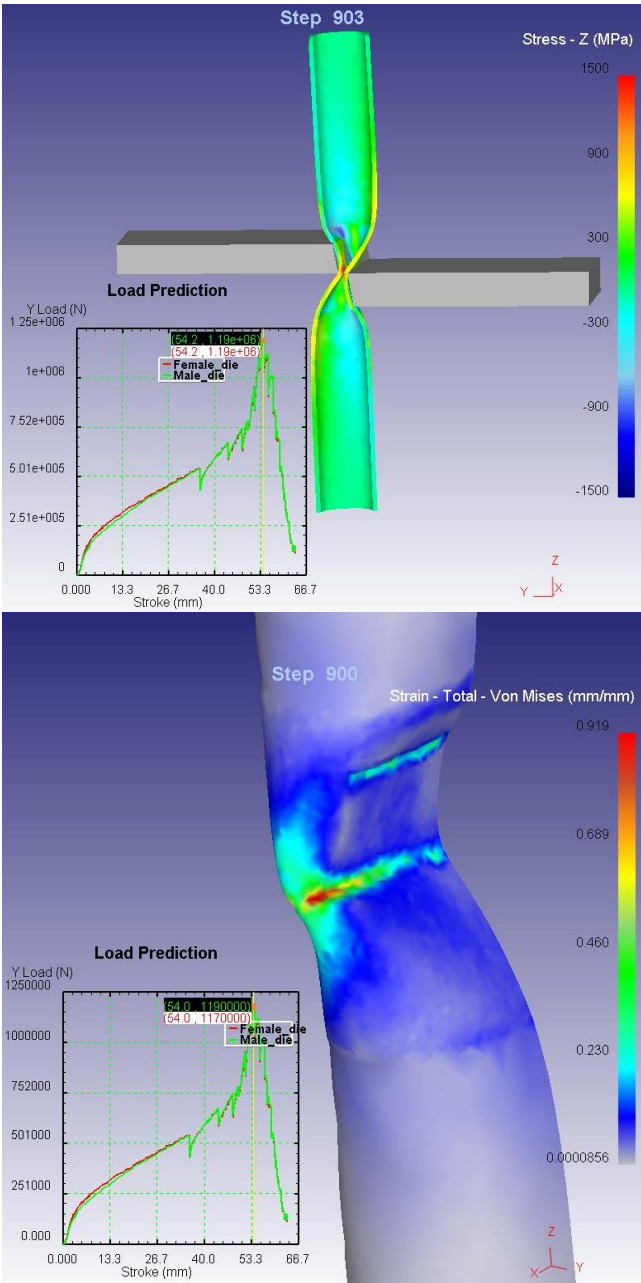 Step 903
Stress - Z (MPa)
1500
900
300
-300
-900
-1500
Load Prediction
Y Load (N)
1.25e+006
1e+006
7.52e+005
5.01e+005
2.51e+005
0
(54.2 , 1.19e+06)
(54.2 , 1.19e+06)
Female_die
Male_die
0.000 13.3 26.7 40.0 53.3 66.7
Stroke (mm)
Z
Y X
Step 900
Strain - Total - Von Mises (mm/mm)
0.919
0.689
0.460
0.230
0.0000856
Load Prediction
Y Load (N)
1250000
1000000
752000
501000
251000
0.000
(54.0 , 1190000)
(54.0 , 1170000)
Female_die
Male_die
0.000 13.3 26.7 40.0 53.3 66.7
Stroke (mm)
Z
X Y